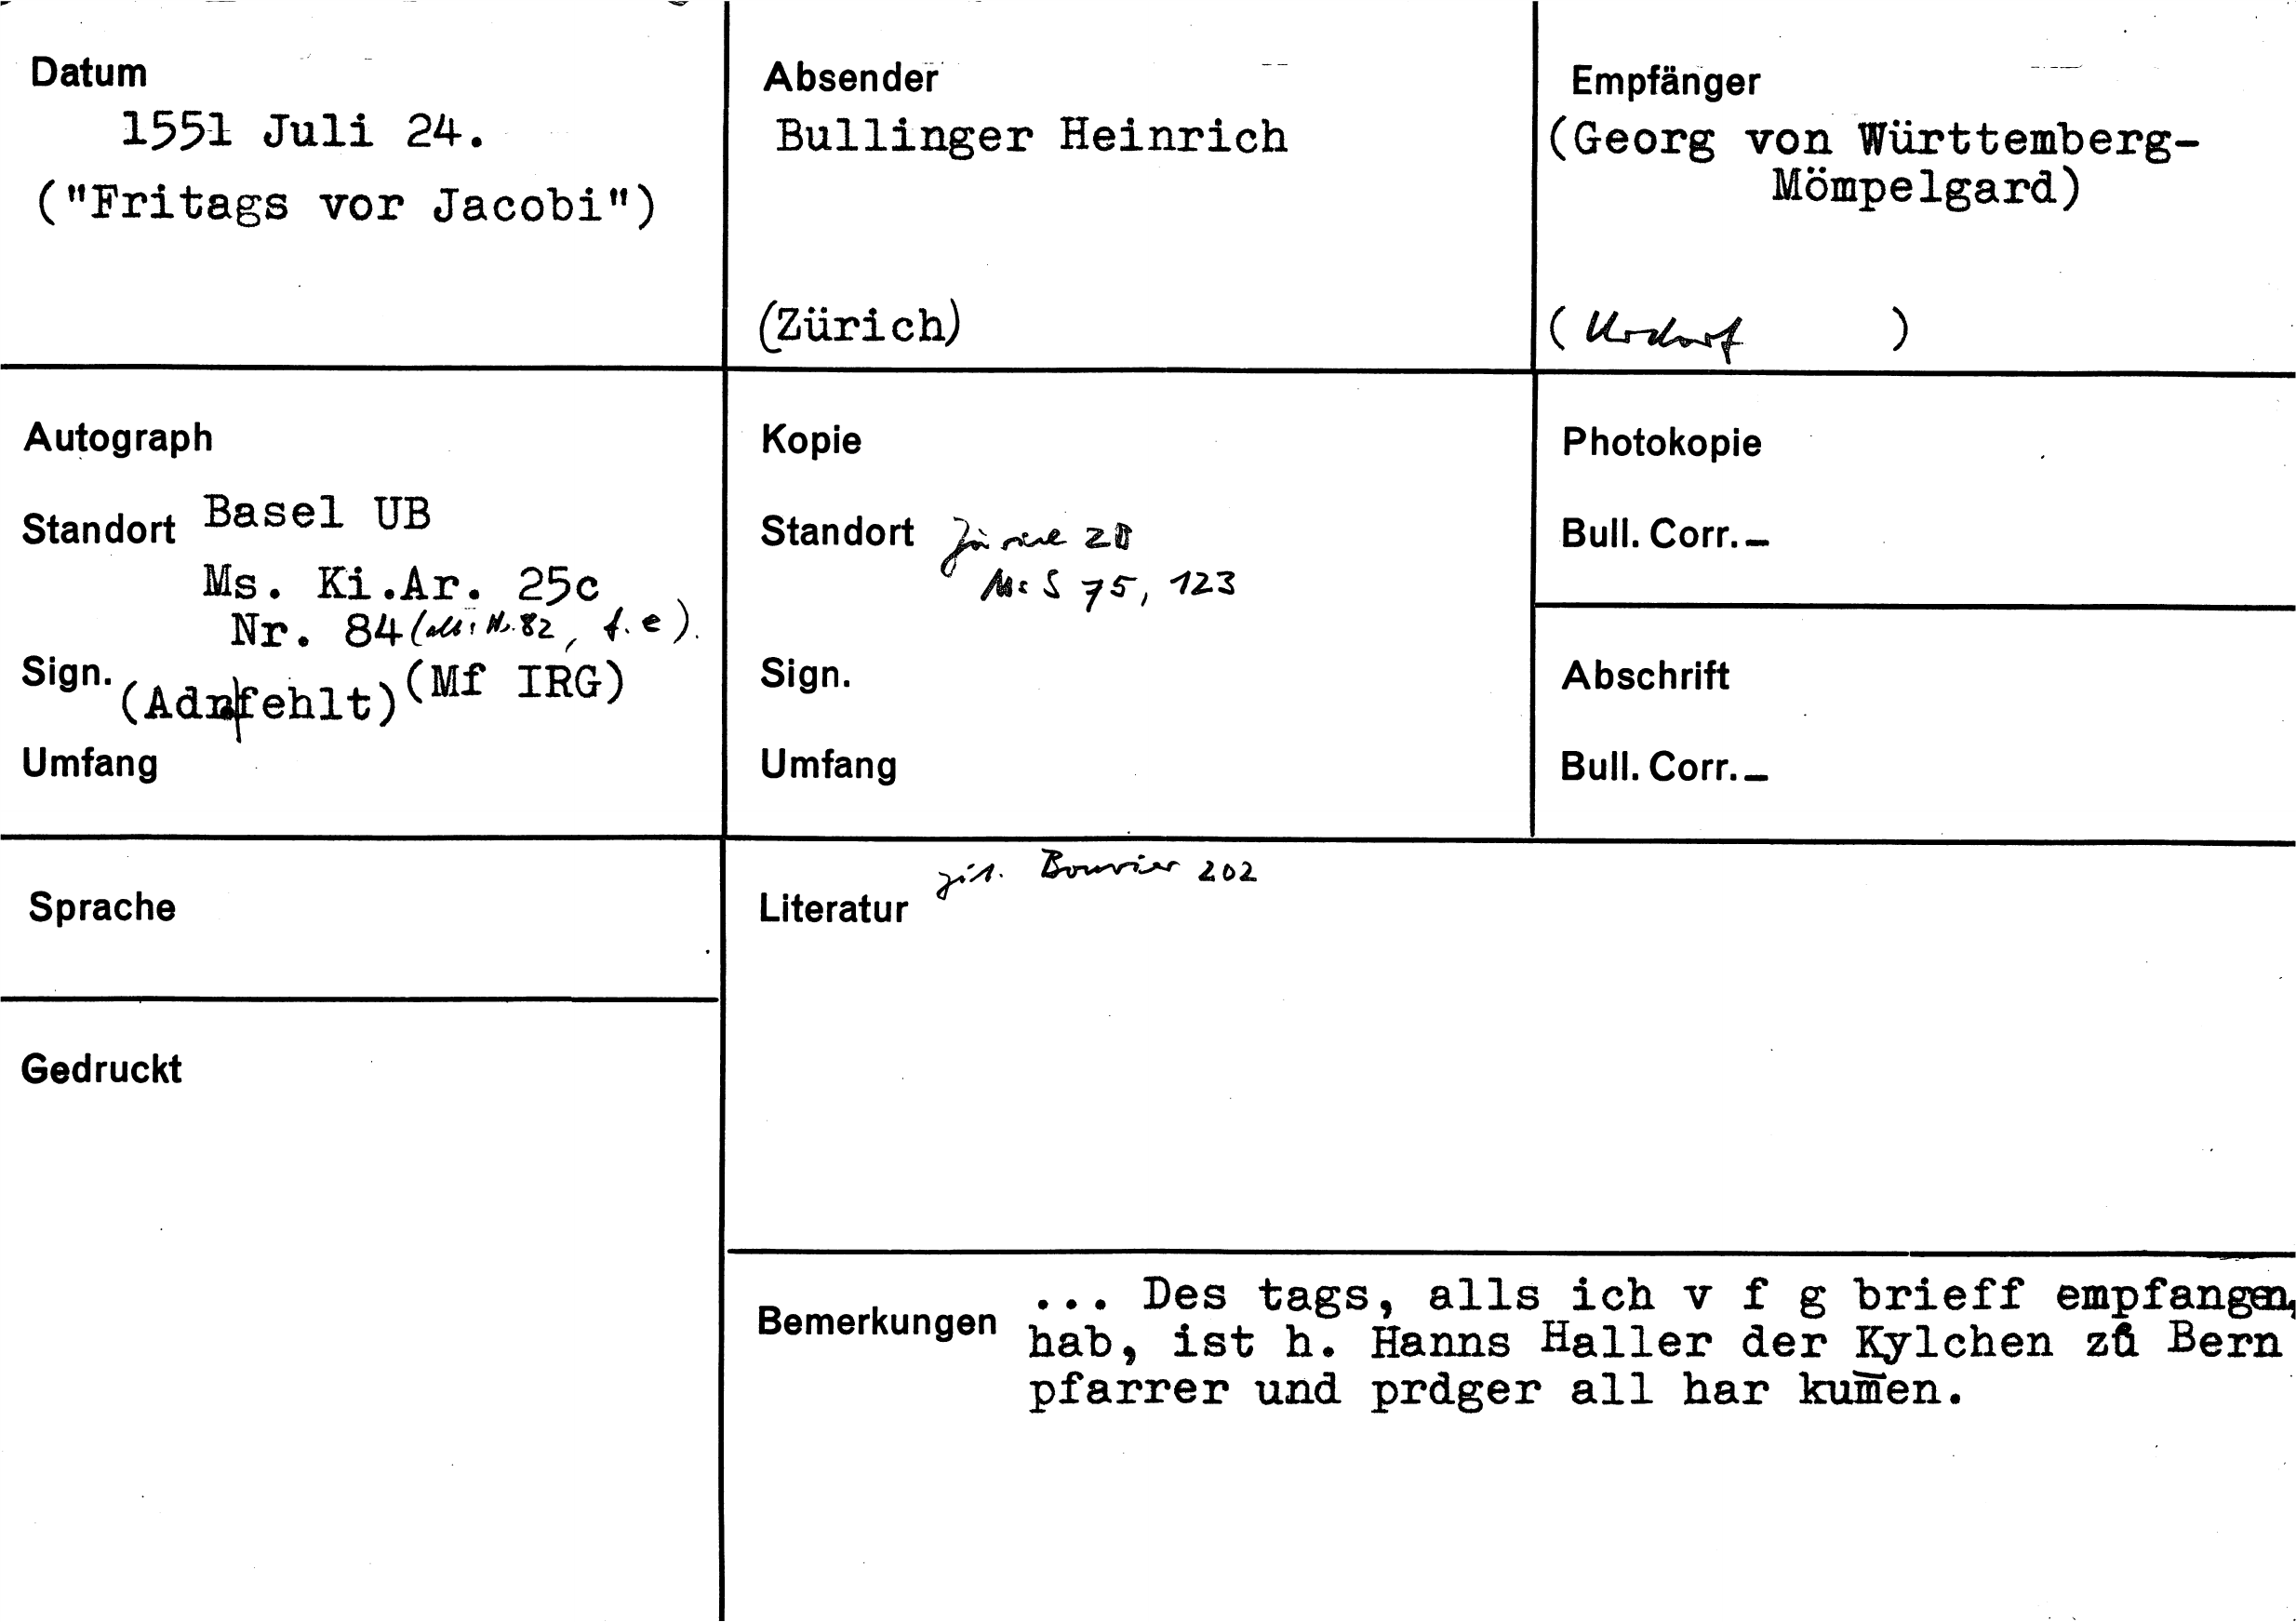 Datum
1551 Juli 24.
("Fritags vor Jacobi")
Absender
Bullinger Heinrich
(Zürich)
Empfänger
(Georg von Württemberg-
Mömpelgard)
(Urdorf )
Autograph
Standort Basel UB
Ms. Ki.Ar. 25c
Nr. 84 (alt: Nr. 82, f. e).
Sign. (Adr. fehlt) (Mf IRG)
Umfang
Kopie
Standort Zürich ZB
Ms S 75, 123
Sign.
Umfang
Photokopie
Bull. Corr. –
Abschrift
Bull. Corr. –
Sprache
Gedruckt
Literatur zit. Bouvier 202
Bemerkungen ... Des tags, alls ich v f g brieff empfangen,
hab, ist h. Hanns Haller der Kylchen zů Bern
pfarrer und prdger all har kum̅en.